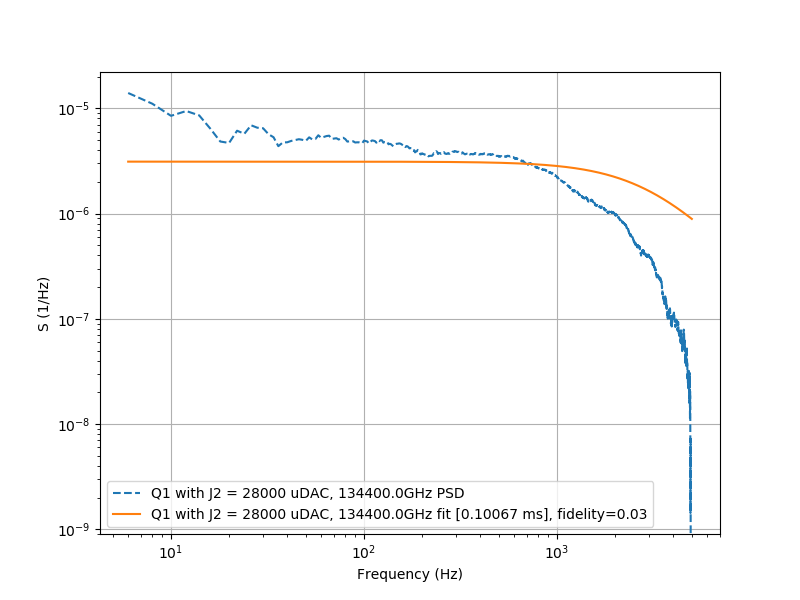 10⁻⁵
10⁻⁶
10⁻⁷
10⁻⁸
10⁻⁹
S (1/Hz)
Q1 with J2 = 28000 uDAC, 134400.0GHz PSD
Q1 with J2 = 28000 uDAC, 134400.0GHz fit [0.10067 ms], fidelity=0.03
10¹ 10² 10³
Frequency (Hz)